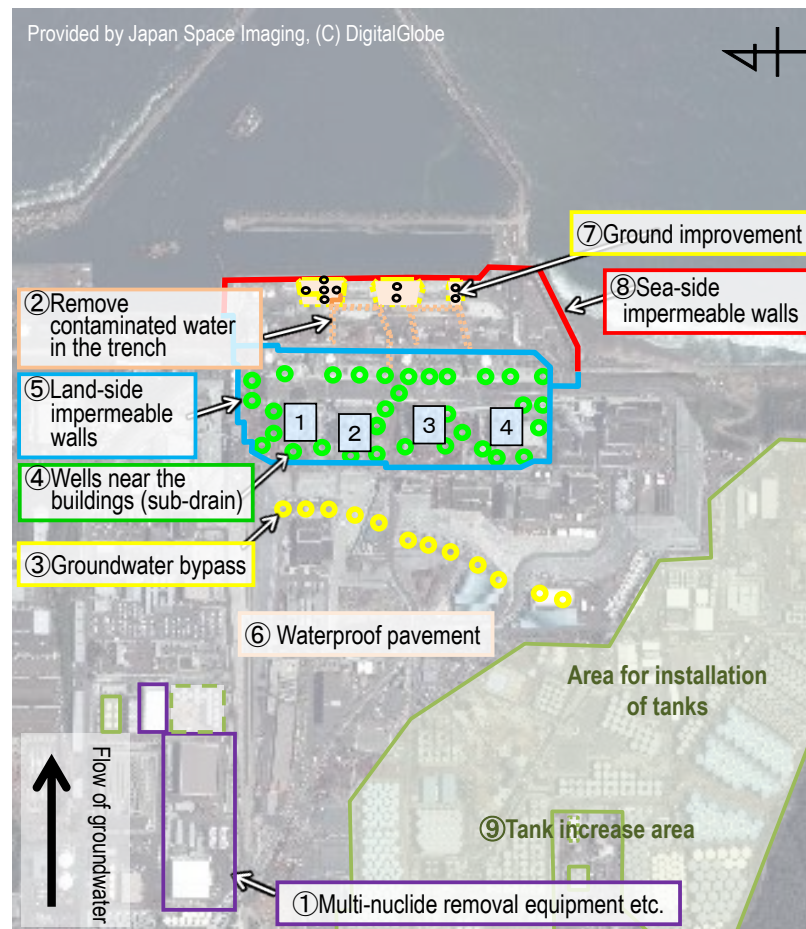 Provided by Japan Space Imaging, (C) DigitalGlobe
⑦Ground improvement
②Remove
contaminated water
in the trench
⑧Sea-side
impermeable walls
⑤Land-side
impermeable
walls
1
2
3
4
④Wells near the
buildings (sub-drain)
③Groundwater bypass
⑥ Waterproof pavement
Area for installation
of tanks
Flow of groundwater
⑨Tank increase area
①Multi-nuclide removal equipment etc.